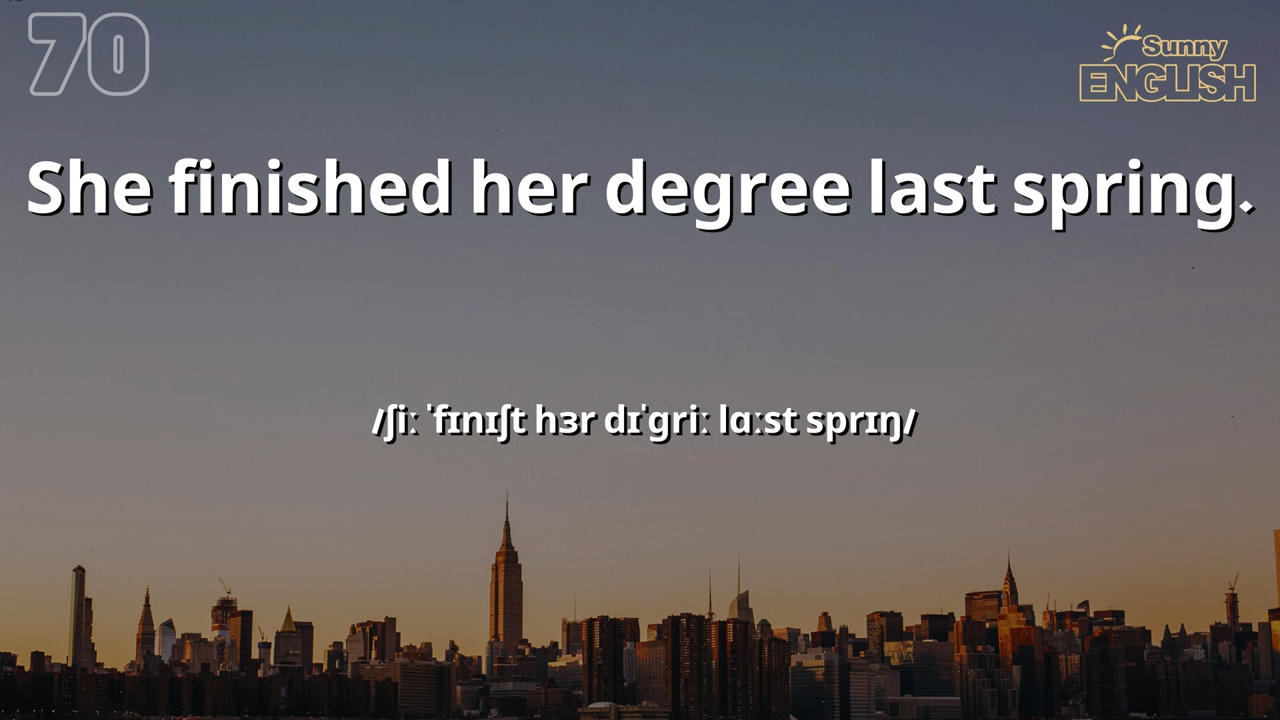 70
Sunny
ENGLISH
She finished her degree last spring.
/ʃiː ˈfɪnɪʃt hɜr dɪˈɡriː lɑːst sprɪŋ/